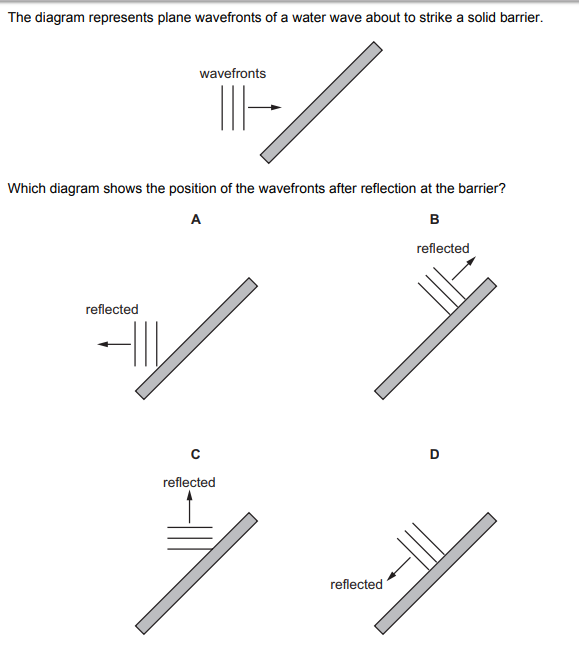 The diagram represents plane wavefronts of a water wave about to strike a solid barrier.
wavefronts
Which diagram shows the position of the wavefronts after reflection at the barrier?
A
B
reflected
reflected
C
D
reflected
reflected